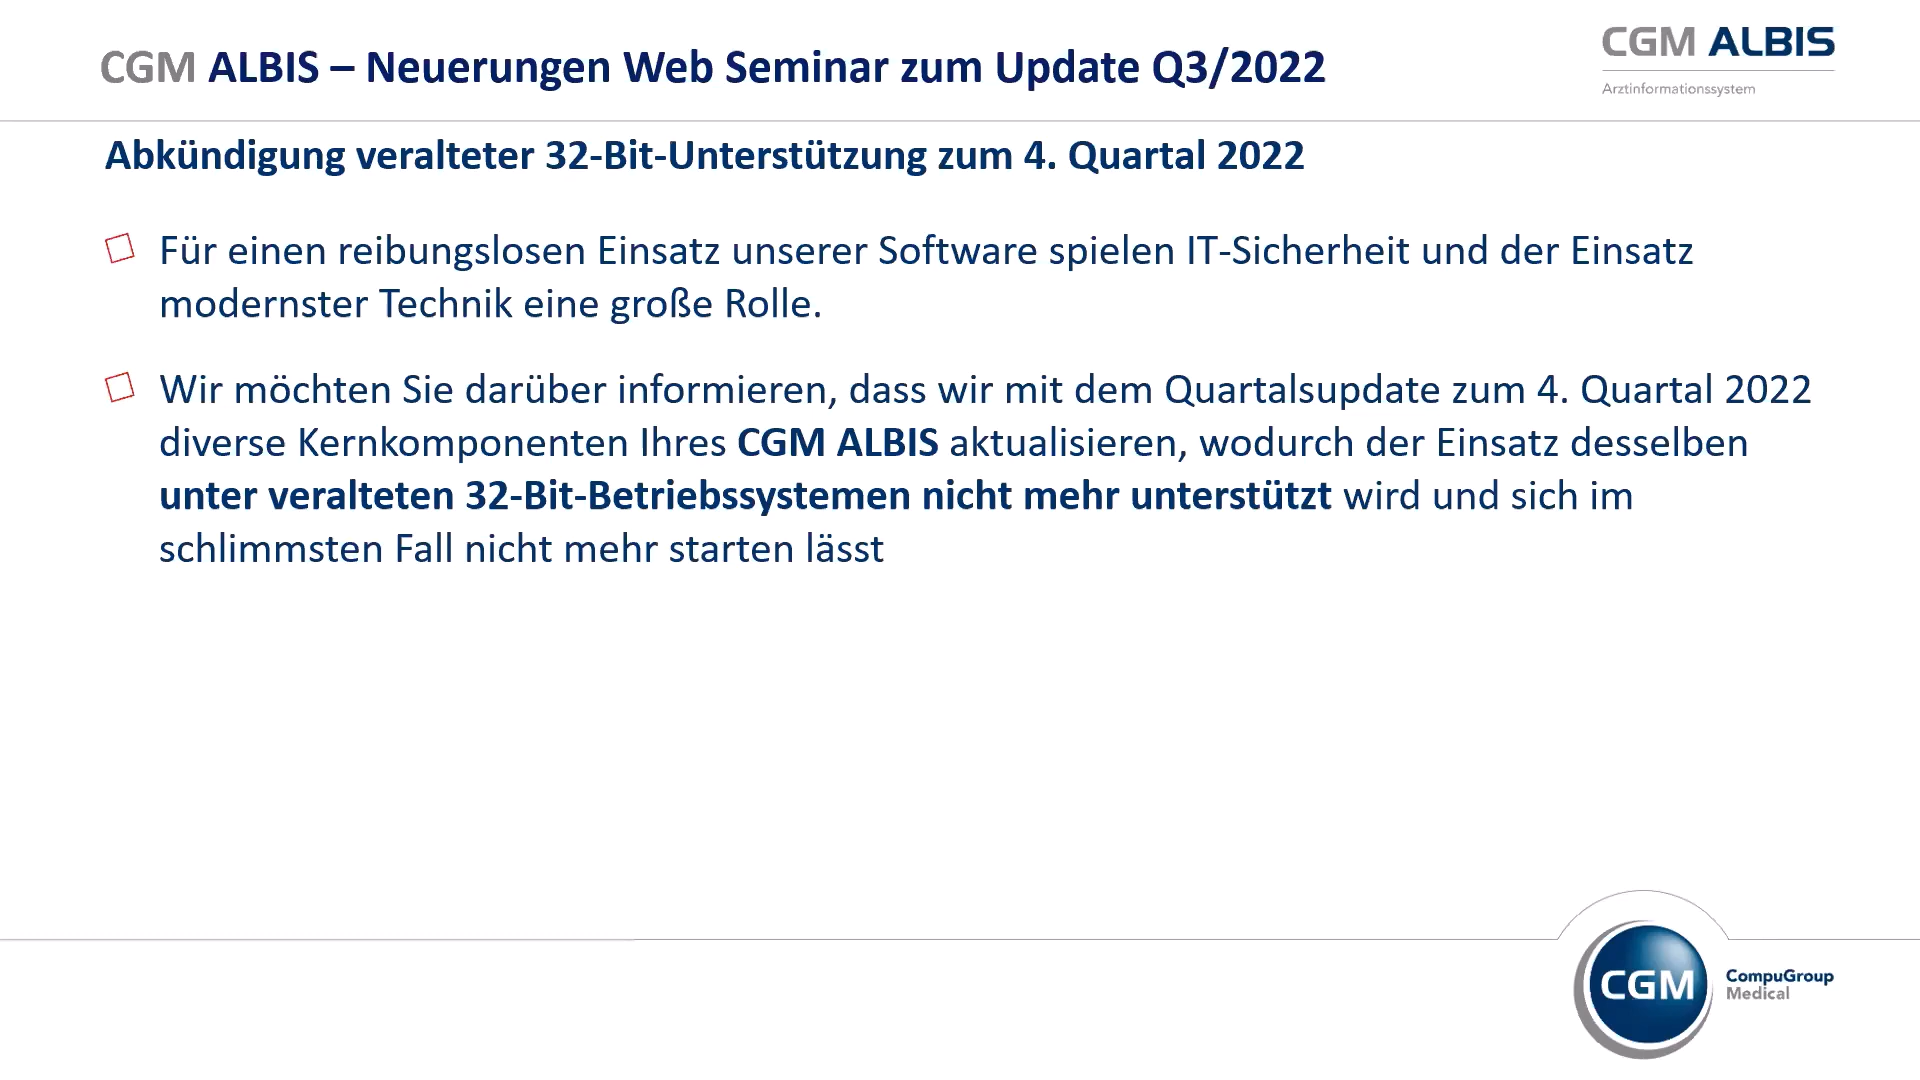 CGM ALBIS – Neuerungen Web Seminar zum Update Q3/2022
CGM ALBIS
Arztinformationssystem
Abkündigung veralteter 32-Bit-Unterstützung zum 4. Quartal 2022
Für einen reibungslosen Einsatz unserer Software spielen IT-Sicherheit und der Einsatz
modernster Technik eine große Rolle.
Wir möchten Sie darüber informieren, dass wir mit dem Quartalsupdate zum 4. Quartal 2022
diverse Kernkomponenten Ihres CGM ALBIS aktualisieren, wodurch der Einsatz desselben
unter veralteten 32-Bit-Betriebssystemen nicht mehr unterstützt wird und sich im
schlimmsten Fall nicht mehr starten lässt
CGM
CompuGroup
Medical